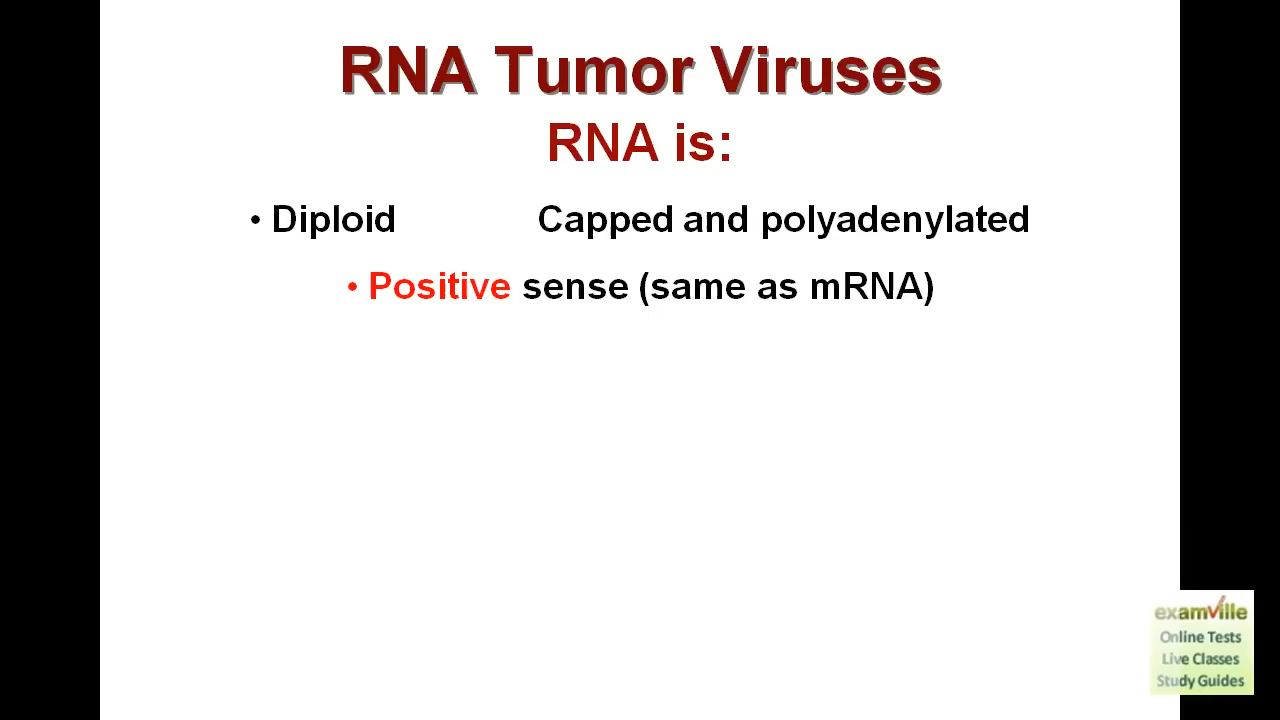 RNA Tumor Viruses
RNA is:
• Diploid Capped and polyadenylated
• Positive sense (same as mRNA)
examville
Online Tests
Live Classes
Study Guides